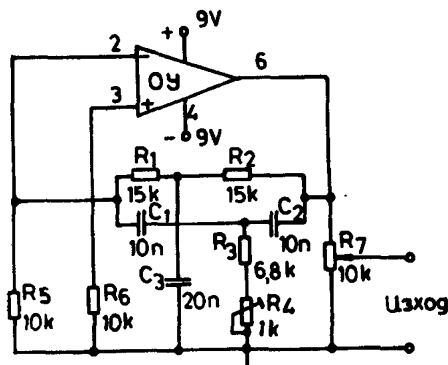 + 9V
2 - ОУ 6
3 + 4
- 9V
R1 R2
15k 15k
C1 C2
10n 10n
R3
6,8k
R7
10k
C3
20n
R4
1k
R5
10k
R6
10k
Изход